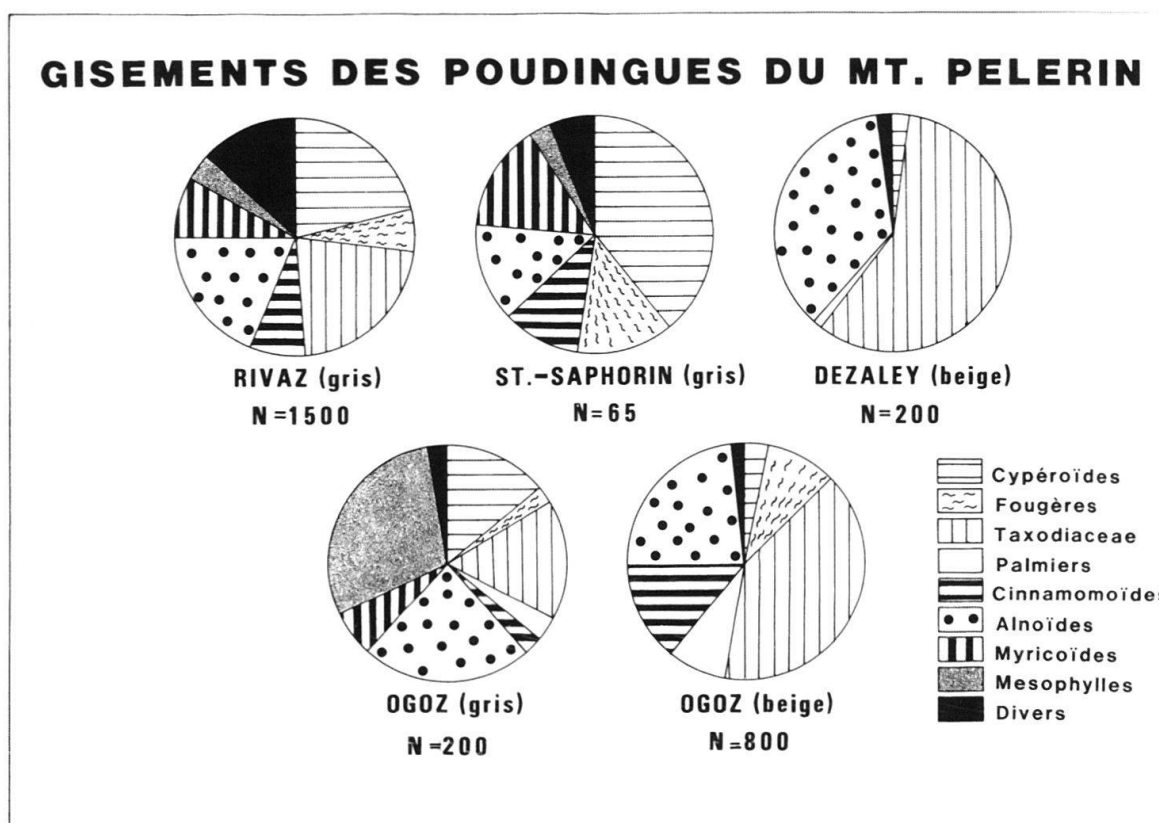 GISEMENTS DES POUDINGUES DU MT. PELERIN
RIVAZ (gris)
N=1500
ST.-SAPHORIN (gris)
N=65
DEZALEY (beige)
N=200
OGOZ (gris)
N=200
OGOZ (beige)
N=800
Cypéroïdes
Fougères
Taxodiaceae
Palmiers
Cinnamomoïdes
Alnoïdes
Myricoïdes
Mesophylles
Divers